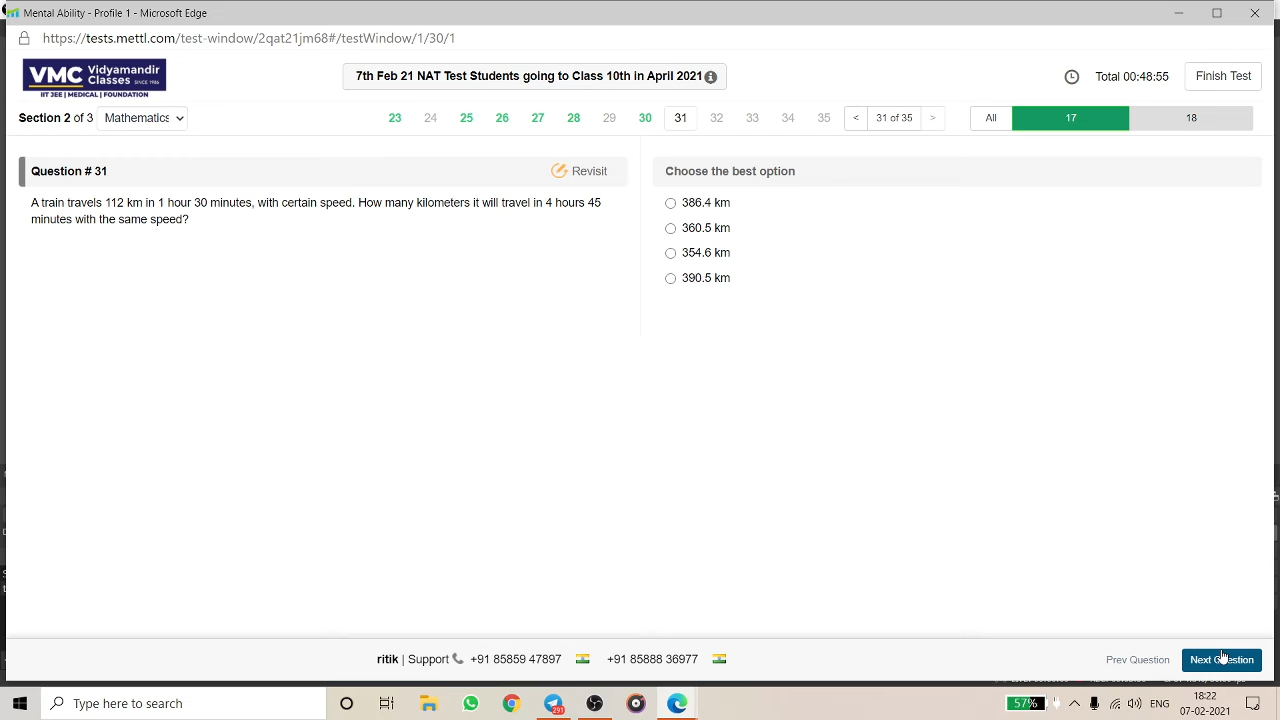 Mental Ability - Profile 1 - Microsoft Edge
https://tests.mettl.com/test-window/2qat21jm68#/testWindow/1/30/1
VMC Vidyamandir Classes SINCE 1986
IIT JEE | MEDICAL | FOUNDATION
7th Feb 21 NAT Test Students going to Class 10th in April 2021
Total 00:48:55
Finish Test
Section 2 of 3 Mathematics
23 24 25 26 27 28 29 30 31 32 33 34 35
< 31 of 35 >
All 17 18
Question # 31
Revisit
A train travels 112 km in 1 hour 30 minutes, with certain speed. How many kilometers it will travel in 4 hours 45
minutes with the same speed?
Choose the best option
386.4 km
360.5 km
354.6 km
390.5 km
ritik | Support +91 85859 47897 +91 85888 36977
Prev Question
Next Question
Type here to search
291
57%
ENG
18:22
07-02-2021